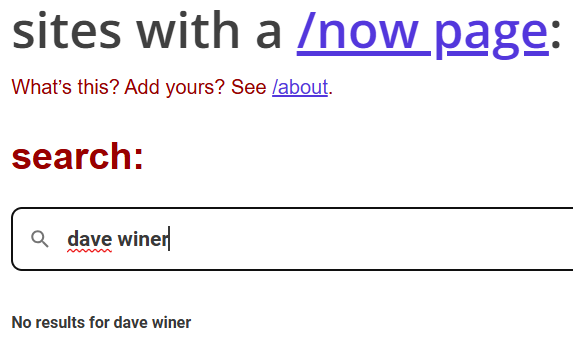 sites with a /now page:
What's this? Add yours? See /about.
search:
dave winer
No results for dave winer